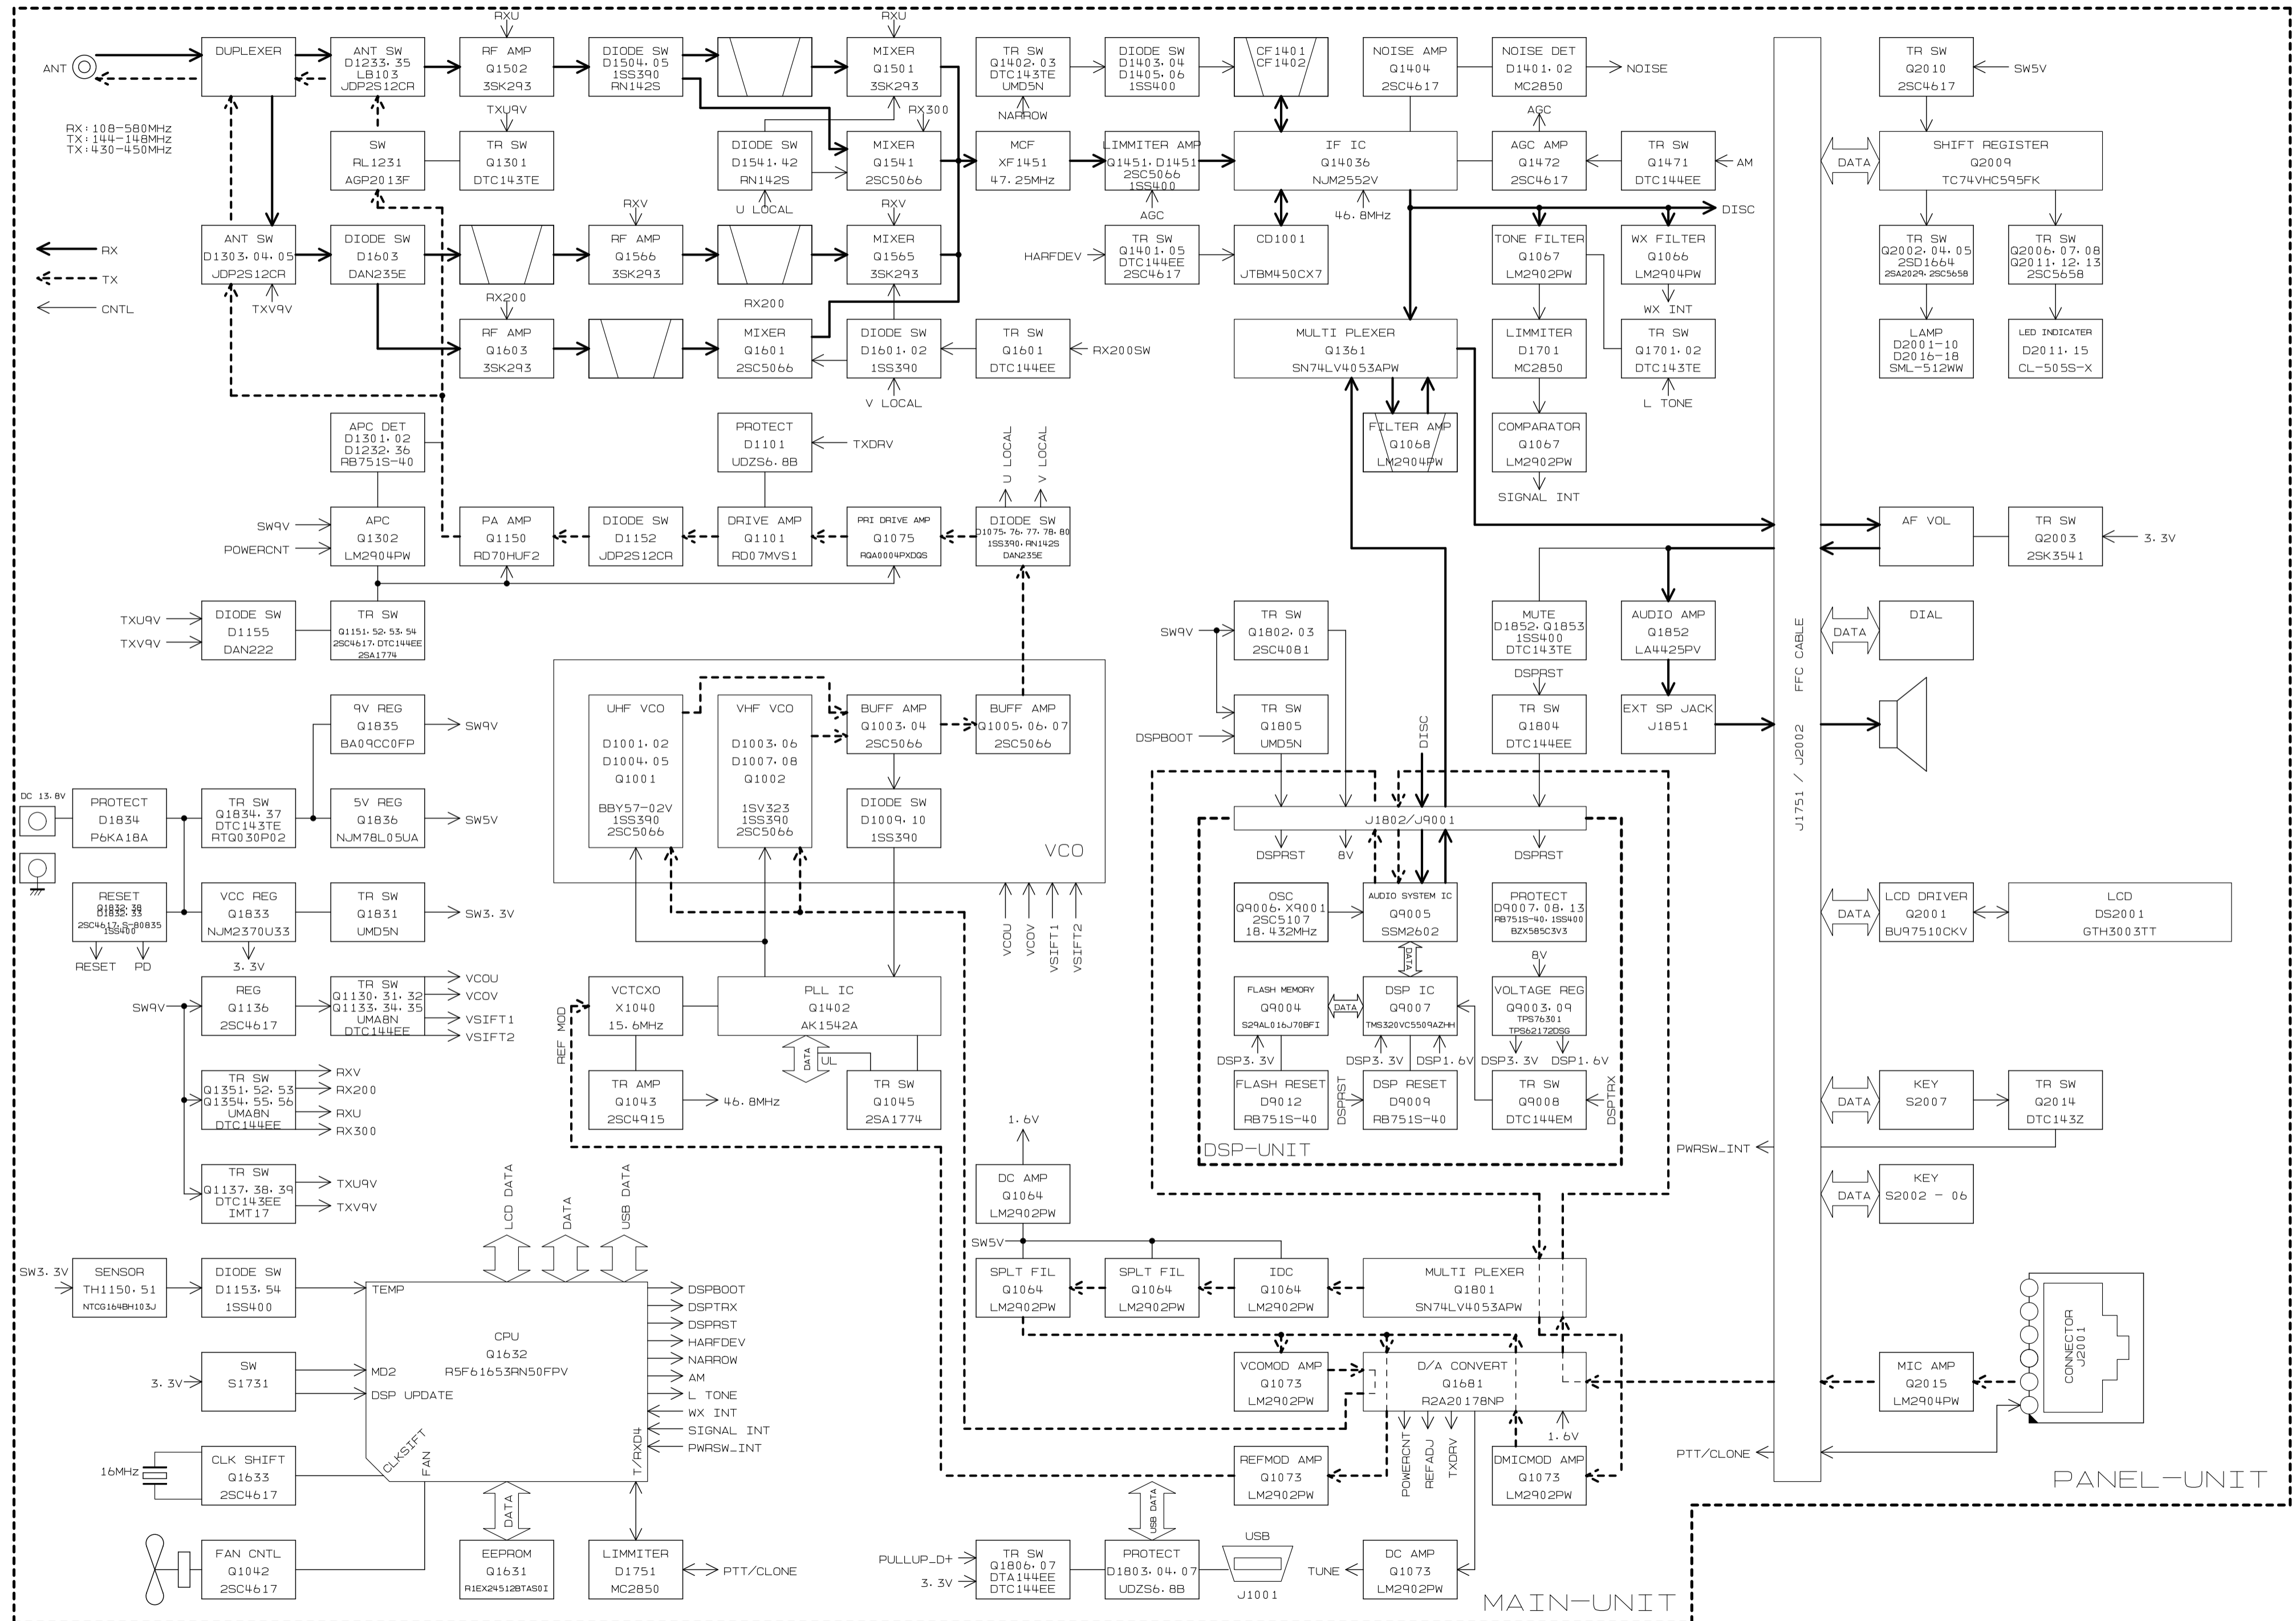 RXU
RXU
ANT
DUPLEXER
ANT SW
D1233, 35
LB103
JDP2S12CR
RF AMP
Q1502
3SK293
DIODE SW
D1504, 05
1SS390
RN142S
MIXER
Q1501
3SK293
TR SW
Q1402, 03
DTC143TE
UMD5N
DIODE SW
D1403, 04
D1405, 06
1SS400
CF1401
CF1402
NOISE AMP
Q1404
2SC4617
NOISE DET
D1401, 02
MC2850
NOISE
TR SW
Q2010
2SC4617
SW5V
RX:108-580MHz
TX:144-148MHz
TX:430-450MHz
TXU9V
RX300
NARROW
AGC
SW
RL1231
AGP2013F
TR SW
Q1301
DTC143TE
DIODE SW
D1541, 42
RN142S
U LOCAL
MIXER
Q1541
2SC5066
MCF
XF1451
47.25MHz
LIMMITER AMP
Q1451, D1451
2SC5066
1SS400
AGC
IF IC
Q14036
NJM2552V
46.8MHz
AGC AMP
Q1472
2SC4617
TR SW
Q1471
DTC144EE
AM
DATA
SHIFT REGISTER
Q2009
TC74VHC595FK
DISC
RX
TX
CNTL
ANT SW
D1303, 04, 05
JDP2S12CR
TXV9V
DIODE SW
D1603
DAN235E
RXV
RF AMP
Q1566
3SK293
RXV
MIXER
Q1565
3SK293
HARFDEV
TR SW
Q1401, 05
DTC144EE
2SC4617
CD1001
JTBM450CX7
TONE FILTER
Q1067
LM2902PW
WX FILTER
Q1066
LM2904PW
WX INT
TR SW
Q2002, 04, 05
2SD1664
2SA2029, 2SC5658
TR SW
Q2006, 07, 08
Q2011, 12, 13
2SC5658
RX200
RF AMP
Q1603
3SK293
RX200
MIXER
Q1601
2SC5066
DIODE SW
D1601, 02
1SS390
V LOCAL
TR SW
Q1601
DTC144EE
RX200SW
MULTI PLEXER
Q1361
SN74LV4053APW
LIMMITER
D1701
MC2850
TR SW
Q1701, 02
DTC143TE
L TONE
LAMP
D2001-10
D2016-18
SML-512WW
LED INDICATER
D2011, 15
CL-505S-X
APC DET
D1301, 02
D1232, 36
RB751S-40
PROTECT
D1101
UDZS6.8B
TXDRV
U LOCAL
V LOCAL
FILTER AMP
Q1068
LM2904PW
COMPARATOR
Q1067
LM2902PW
SIGNAL INT
SW9V
POWERCNT
APC
Q1302
LM2904PW
PA AMP
Q1150
RD70HUF2
DIODE SW
D1152
JDP2S12CR
DRIVE AMP
Q1101
RD07MVS1
PRI DRIVE AMP
Q1075
RQA0004PXDQS
DIODE SW
D1075, 76, 77, 78, 80
1SS390, RN142S
DAN235E
AF VOL
TR SW
Q2003
2SK3541
3.3V
TXU9V
TXV9V
DIODE SW
D1155
DAN222
TR SW
Q1151, 52, 53, 54
2SC4617, DTC144EE
2SA1774
SW9V
TR SW
Q1802, 03
2SC4081
MUTE
D1852, Q1853
1SS400
DTC143TE
AUDIO AMP
Q1852
LA4425PV
DATA
DIAL
J1751 / J2002 FFC CABLE
9V REG
Q1835
BA09CC0FP
SW9V
UHF VCO
D1001, 02
D1004, 05
Q1001
BBY57-02V
1SS390
2SC5066
VHF VCO
D1003, 06
D1007, 08
Q1002
1SV323
1SS390
2SC5066
BUFF AMP
Q1003, 04
2SC5066
BUFF AMP
Q1005, 06, 07
2SC5066
DIODE SW
D1009, 10
1SS390
VCO
DSPBOOT
TR SW
Q1805
UMD5N
DISC
DSPRST
TR SW
Q1804
DTC144EE
EXT SP JACK
J1851
DC 13.8V
PROTECT
D1834
P6KA18A
TR SW
Q1834, 37
DTC143TE
RTQ030P02
5V REG
Q1836
NJM78L05UA
SW5V
J1802/J9001
DSPRST
8V
DSPRST
RESET
2SC4617, S-80835
1SS400
RESET
PD
VCC REG
Q1833
NJM2370U33
3.3V
TR SW
Q1831
UMD5N
SW3.3V
VCOU
VCOV
VSIFT1
VSIFT2
OSC
Q9006, X9001
2SC5107
18.432MHz
AUDIO SYSTEM IC
Q9005
SSM2602
DATA
PROTECT
D9007, 08, 13
RB751S-40, 1SS400
BZX585C3V3
8V
DATA
LCD DRIVER
Q2001
BU97510CKV
LCD
DS2001
GTH3003TT
SW9V
REG
Q1136
2SC4617
TR SW
Q1130, 31, 32
Q1133, 34, 35
UMA8N
DTC144EE
VCOU
VCOV
VSIFT1
VSIFT2
REF MOD
VCTCXO
X1040
15.6MHz
PLL IC
Q1402
AK1542A
DATA
UL
FLASH MEMORY
Q9004
S29AL016J70BFI
DATA
DSP IC
Q9007
TMS320VC5509AZHH
VOLTAGE REG
Q9003, 09
TPS76301
TPS62172DSG
DSP3.3V
DSP3.3V
DSP1.6V
DSP3.3V
DSP1.6V
TR SW
Q1351, 52, 53
Q1354, 55, 56
UMA8N
DTC144EE
RXV
RX200
RXU
RX300
TR AMP
Q1043
2SC4915
46.8MHz
TR SW
Q1045
2SA1774
FLASH RESET
D9012
RB751S-40
DSPRST
DSP RESET
D9009
RB751S-40
TR SW
Q9008
DTC144EM
DSPTRX
DSP-UNIT
DATA
KEY
S2007
TR SW
Q2014
DTC143Z
PWRSW_INT
TR SW
Q1137, 38, 39
DTC143EE
IMT17
TXU9V
TXV9V
1.6V
DC AMP
Q1064
LM2902PW
DATA
KEY
S2002 - 06
LCD DATA
DATA
USB DATA
SW5V
SW3.3V
SENSOR
TH1150, 51
NTCG164BH103J
DIODE SW
D1153, 54
1SS400
TEMP
CPU
Q1632
R5F61653RN50FPV
MD2
DSP UPDATE
CLKSIFT
FAN
T/RXD4
DSPBOOT
DSPTRX
DSPRST
HARFDEV
NARROW
AM
L TONE
WX INT
SIGNAL INT
PWRSW_INT
SPLT FIL
Q1064
LM2902PW
SPLT FIL
Q1064
LM2902PW
IDC
Q1064
LM2902PW
MULTI PLEXER
Q1801
SN74LV4053APW
3.3V
SW
S1731
VCOMOD AMP
Q1073
LM2902PW
D/A CONVERT
Q1681
R2A20178NP
MIC AMP
Q2015
LM2904PW
CONNECTOR
J2001
16MHz
CLK SHIFT
Q1633
2SC4617
REFMOD AMP
Q1073
LM2902PW
POWERCNT
REFADJ
TXDRV
1.6V
DMICMOD AMP
Q1073
LM2902PW
PTT/CLONE
PANEL-UNIT
FAN CNTL
Q1042
2SC4617
DATA
EEPROM
Q1631
R1EX24512BTAS0I
LIMMITER
D1751
MC2850
PTT/CLONE
PULLUP_D+
3.3V
TR SW
Q1806, 07
DTA144EE
DTC144EE
USB DATA
PROTECT
D1803, 04, 07
UDZS6.8B
USB
J1001
TUNE
DC AMP
Q1073
LM2902PW
MAIN-UNIT